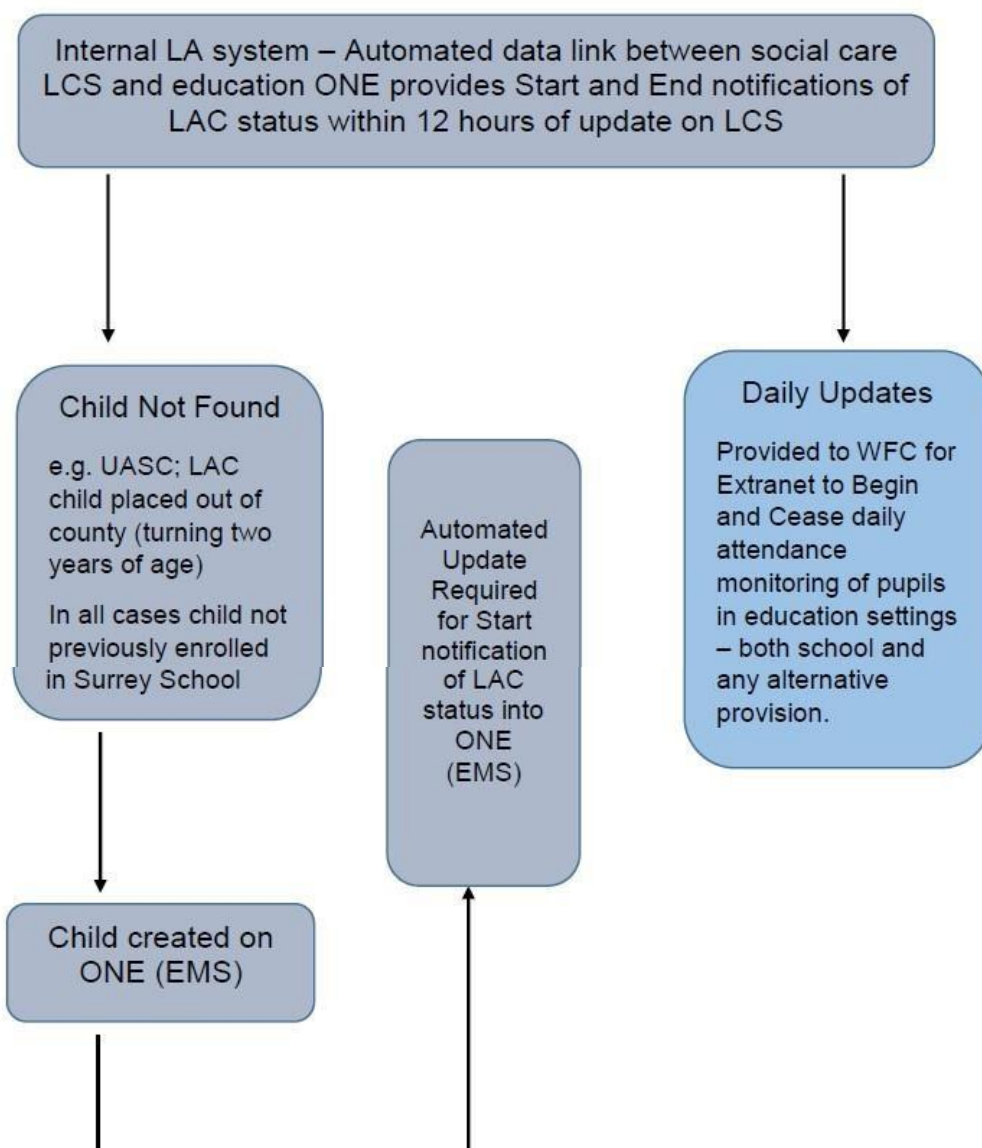 Internal LA system – Automated data link between social care
LCS and education ONE provides Start and End notifications of
LAC status within 12 hours of update on LCS
Child Not Found
e.g. UASC; LAC
child placed out of
county (turning two
years of age)
In all cases child not
previously enrolled
in Surrey School
Automated
Update
Required
for Start
notification
of LAC
status into
ONE
(EMS)
Daily Updates
Provided to WFC for
Extranet to Begin
and Cease daily
attendance
monitoring of pupils
in education settings
– both school and
any alternative
provision.
Child created on
ONE (EMS)